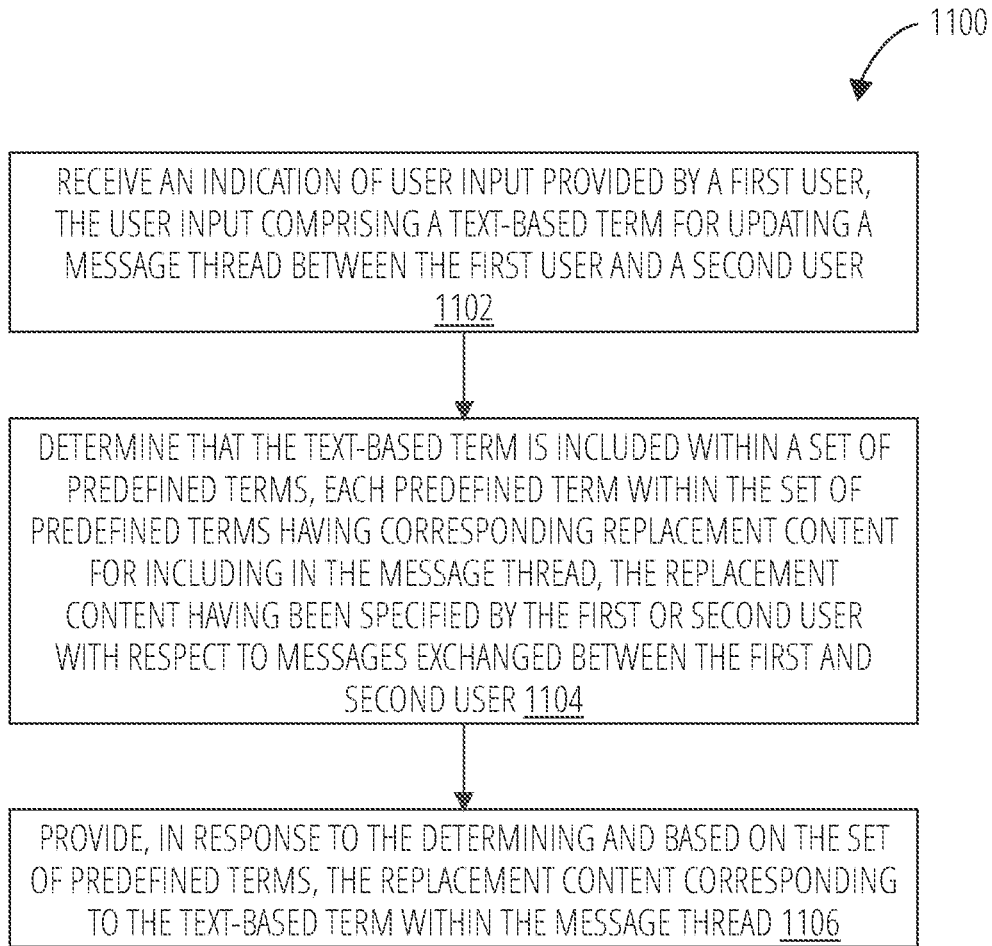 1100
RECEIVE AN INDICATION OF USER INPUT PROVIDED BY A FIRST USER,
THE USER INPUT COMPRISING A TEXT-BASED TERM FOR UPDATING A
MESSAGE THREAD BETWEEN THE FIRST USER AND A SECOND USER
1102
DETERMINE THAT THE TEXT-BASED TERM IS INCLUDED WITHIN A SET OF
PREDEFINED TERMS, EACH PREDEFINED TERM WITHIN THE SET OF
PREDEFINED TERMS HAVING CORRESPONDING REPLACEMENT CONTENT
FOR INCLUDING IN THE MESSAGE THREAD, THE REPLACEMENT
CONTENT HAVING BEEN SPECIFIED BY THE FIRST OR SECOND USER
WITH RESPECT TO MESSAGES EXCHANGED BETWEEN THE FIRST AND
SECOND USER 1104
PROVIDE, IN RESPONSE TO THE DETERMINING AND BASED ON THE SET
OF PREDEFINED TERMS, THE REPLACEMENT CONTENT CORRESPONDING
TO THE TEXT-BASED TERM WITHIN THE MESSAGE THREAD 1106